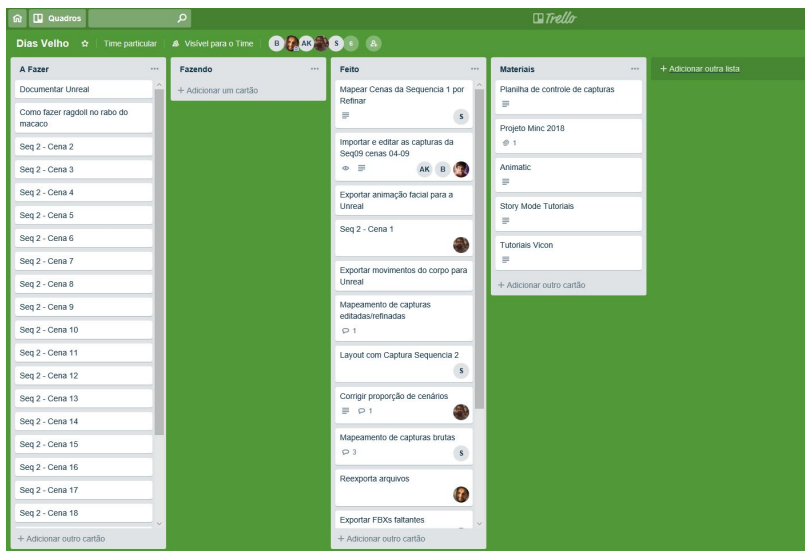 Quadros
Trello
Dias Velho
Time particular
Visível para o Time
B
AK
S
6
A Fazer
Documentar Unreal
Como fazer ragdoll no rabo do
macaco
Seq 2 - Cena 2
Seq 2 - Cena 3
Seq 2 - Cena 4
Seq 2 - Cena 5
Seq 2 - Cena 6
Seq 2 - Cena 7
Seq 2 - Cena 8
Seq 2 - Cena 9
Seq 2 - Cena 10
Seq 2 - Cena 11
Seq 2 - Cena 12
Seq 2 - Cena 13
Seq 2 - Cena 14
Seq 2 - Cena 15
Seq 2 - Cena 16
Seq 2 - Cena 17
Seq 2 - Cena 18
+ Adicionar outro cartão
Fazendo
+ Adicionar um cartão
Feito
Mapear Cenas da Sequencia 1 por
Refinar
S
Importar e editar as capturas da
Seq09 cenas 04-09
AK B
Exportar animação facial para a
Unreal
Seq 2 - Cena 1
Exportar movimentos do corpo para
Unreal
Mapeamento de capturas
editadas/refinadas
1
Layout com Captura Sequencia 2
S
Corrigir proporção de cenários
1
Mapeamento de capturas brutas
3
S
Reexporta arquivos
Exportar FBXs faltantes
+ Adicionar outro cartão
Materiais
Planilha de controle de capturas
Projeto Minc 2018
1
Animatic
Story Mode Tutoriais
Tutoriais Vicon
+ Adicionar outro cartão
+ Adicionar outra lista